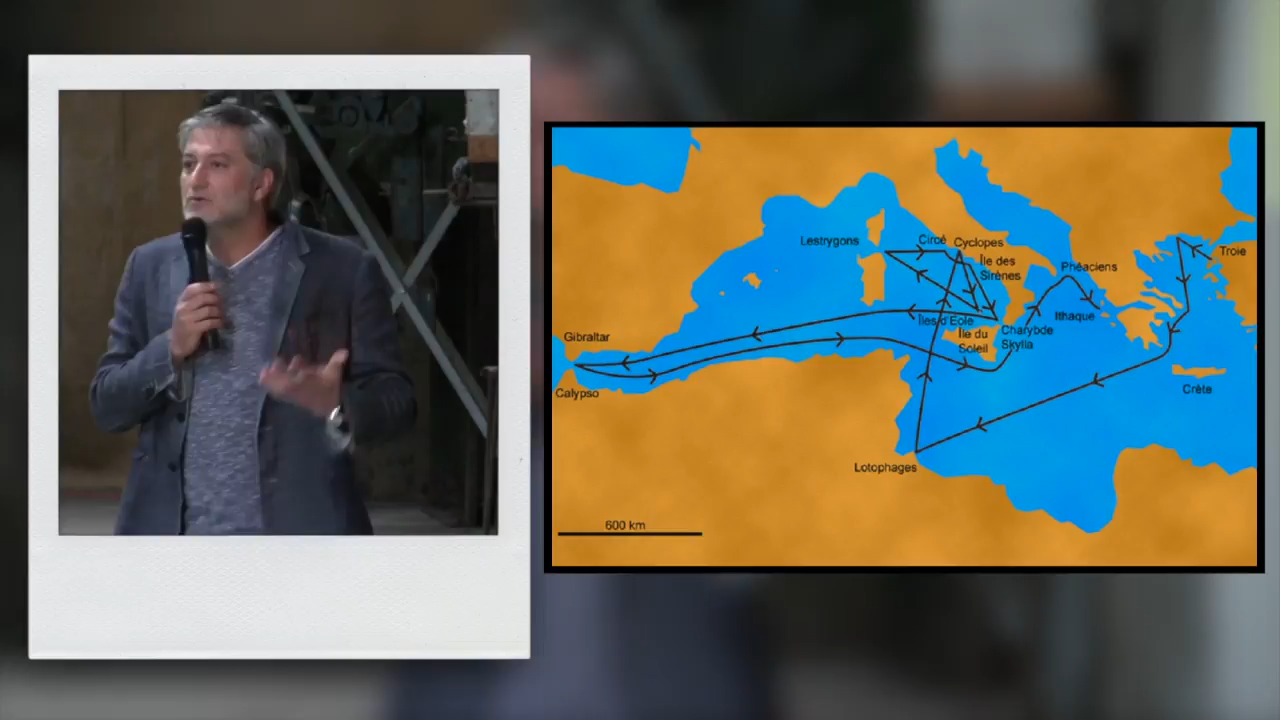 Lestrygons
Circé
Cyclopes
Île des
Sirènes
Phéaciens
Troie
Ithaque
Îles d'Eole
Île du
Soleil
Charybde
Skylla
Gibraltar
Calypso
Crète
Lotophages
600 km